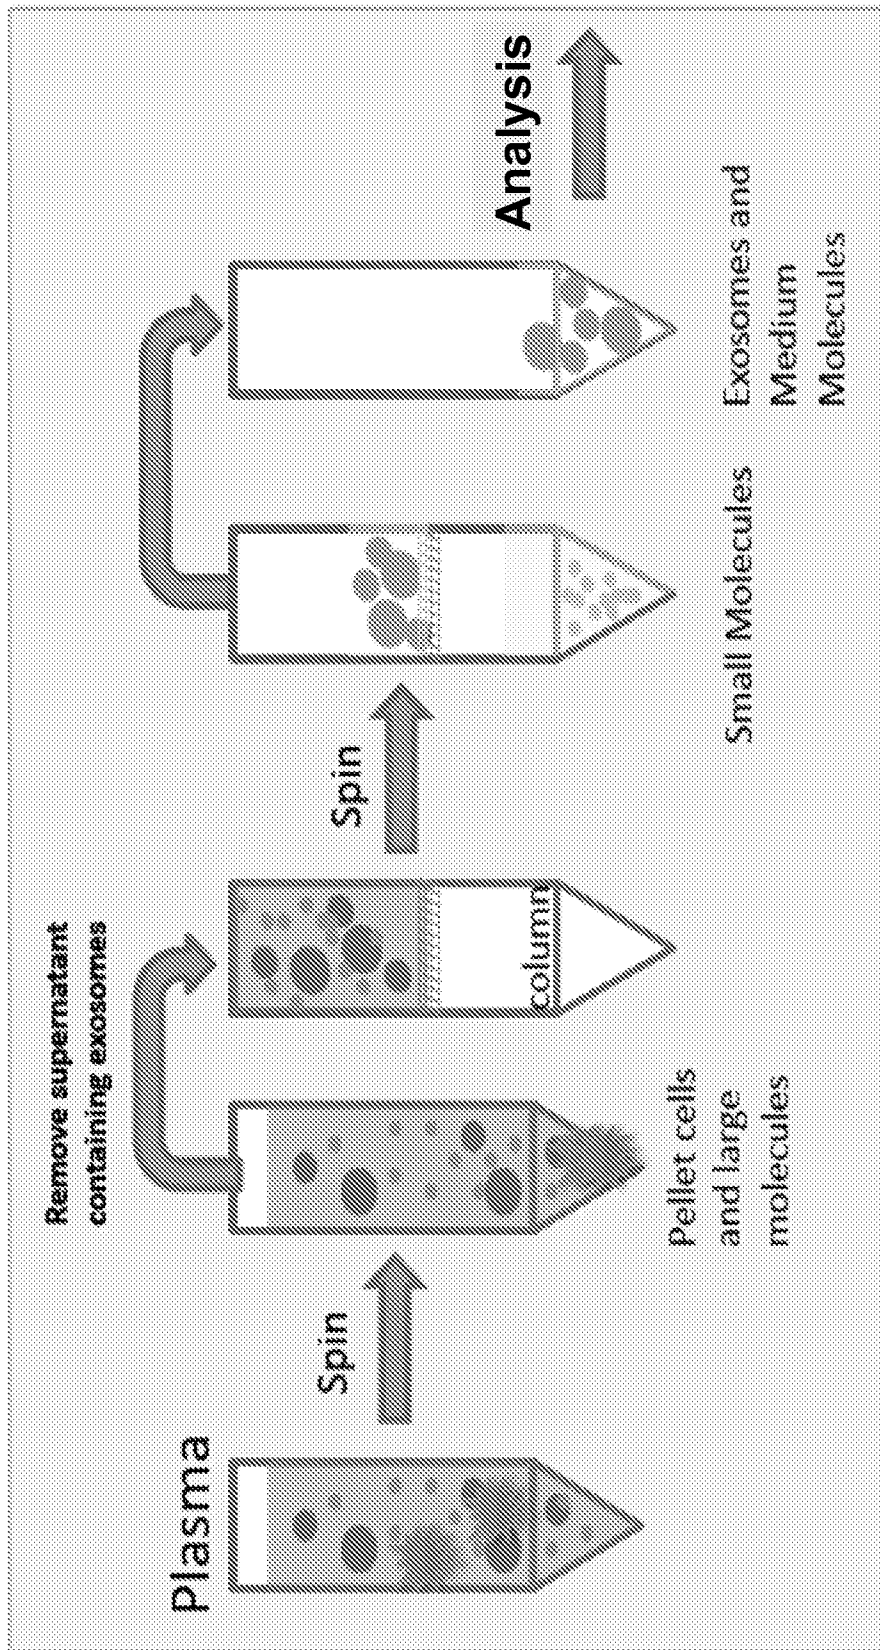 Plasma
Spin
Remove supernatant
containing exosomes
Pellet cells
and large
molecules
column
Spin
Small Molecules
Exosomes and
Medium
Molecules
Analysis